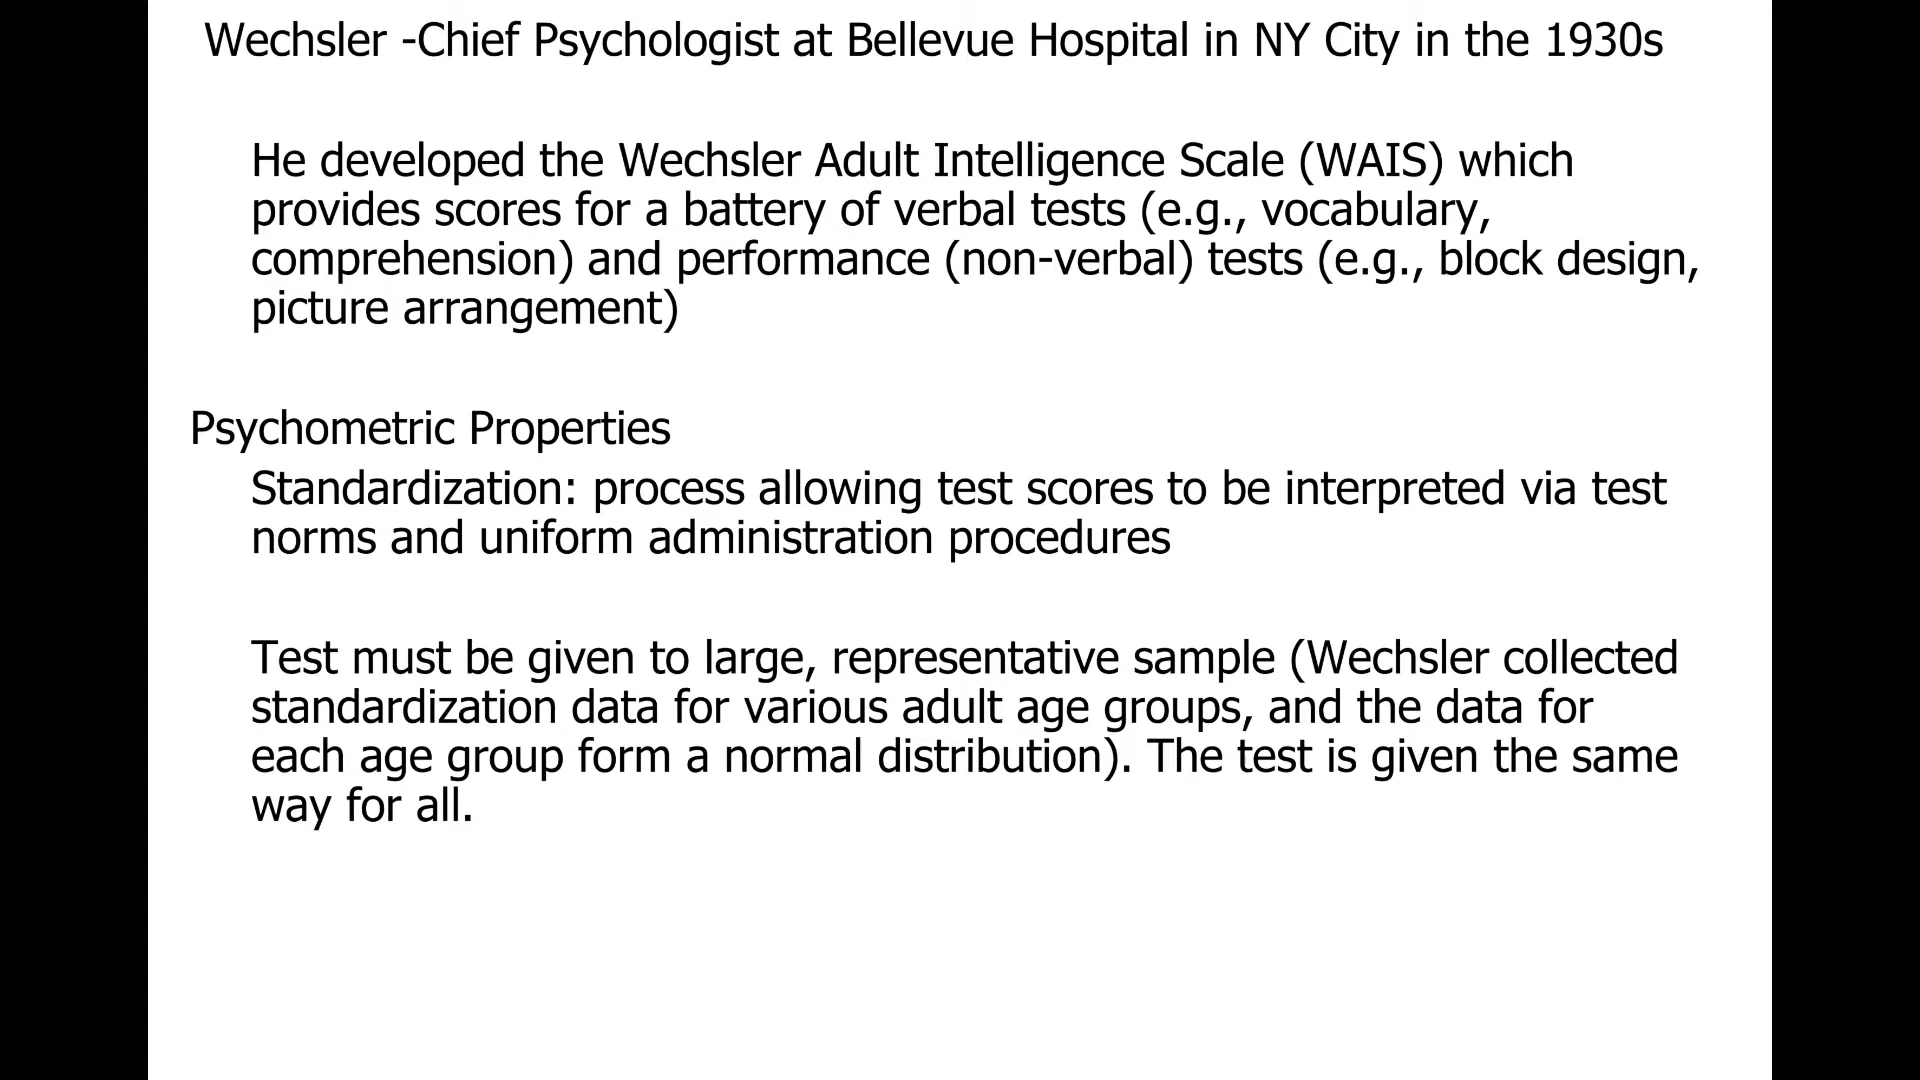 Wechsler -Chief Psychologist at Bellevue Hospital in NY City in the 1930s
He developed the Wechsler Adult Intelligence Scale (WAIS) which
provides scores for a battery of verbal tests (e.g., vocabulary,
comprehension) and performance (non-verbal) tests (e.g., block design,
picture arrangement)
Psychometric Properties
Standardization: process allowing test scores to be interpreted via test
norms and uniform administration procedures
Test must be given to large, representative sample (Wechsler collected
standardization data for various adult age groups, and the data for
each age group form a normal distribution). The test is given the same
way for all.